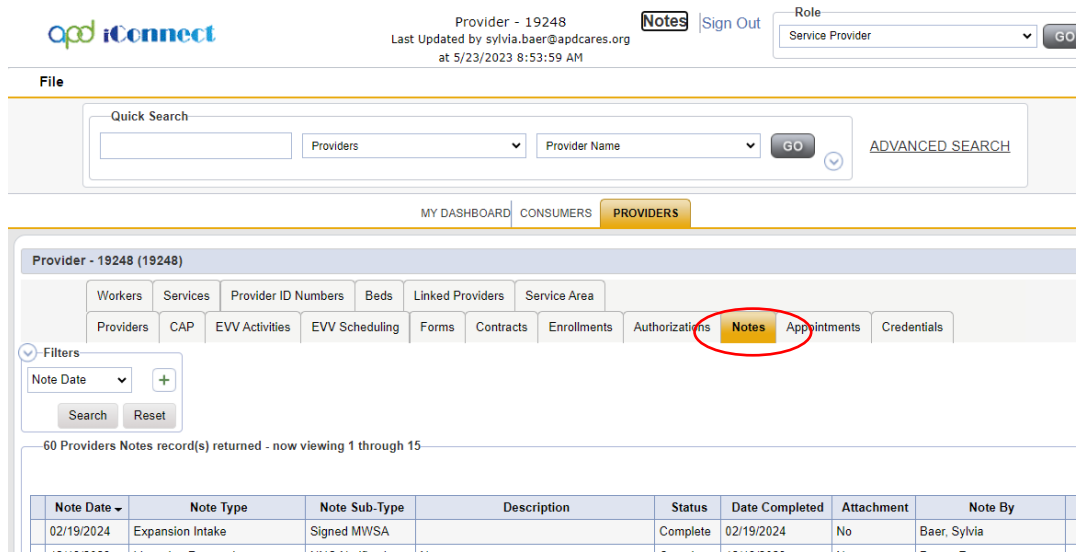 apd iConnect
Provider - 19248
Last Updated by sylvia.baer@apdcares.org
at 5/23/2023 8:53:59 AM
Notes
Sign Out
Role
Service Provider
GO
File
Quick Search
Providers
Provider Name
GO
ADVANCED SEARCH
MY DASHBOARD CONSUMERS PROVIDERS
Provider - 19248 (19248)
Workers Services Provider ID Numbers Beds Linked Providers Service Area
Providers CAP EVV Activities EVV Scheduling Forms Contracts Enrollments Authorizations Notes Appointments Credentials
Filters
Note Date
Search Reset
60 Providers Notes record(s) returned - now viewing 1 through 15
Note Date Note Type Note Sub-Type Description Status Date Completed Attachment Note By
02/19/2024 Expansion Intake Signed MWSA Complete 02/19/2024 No Baer, Sylvia